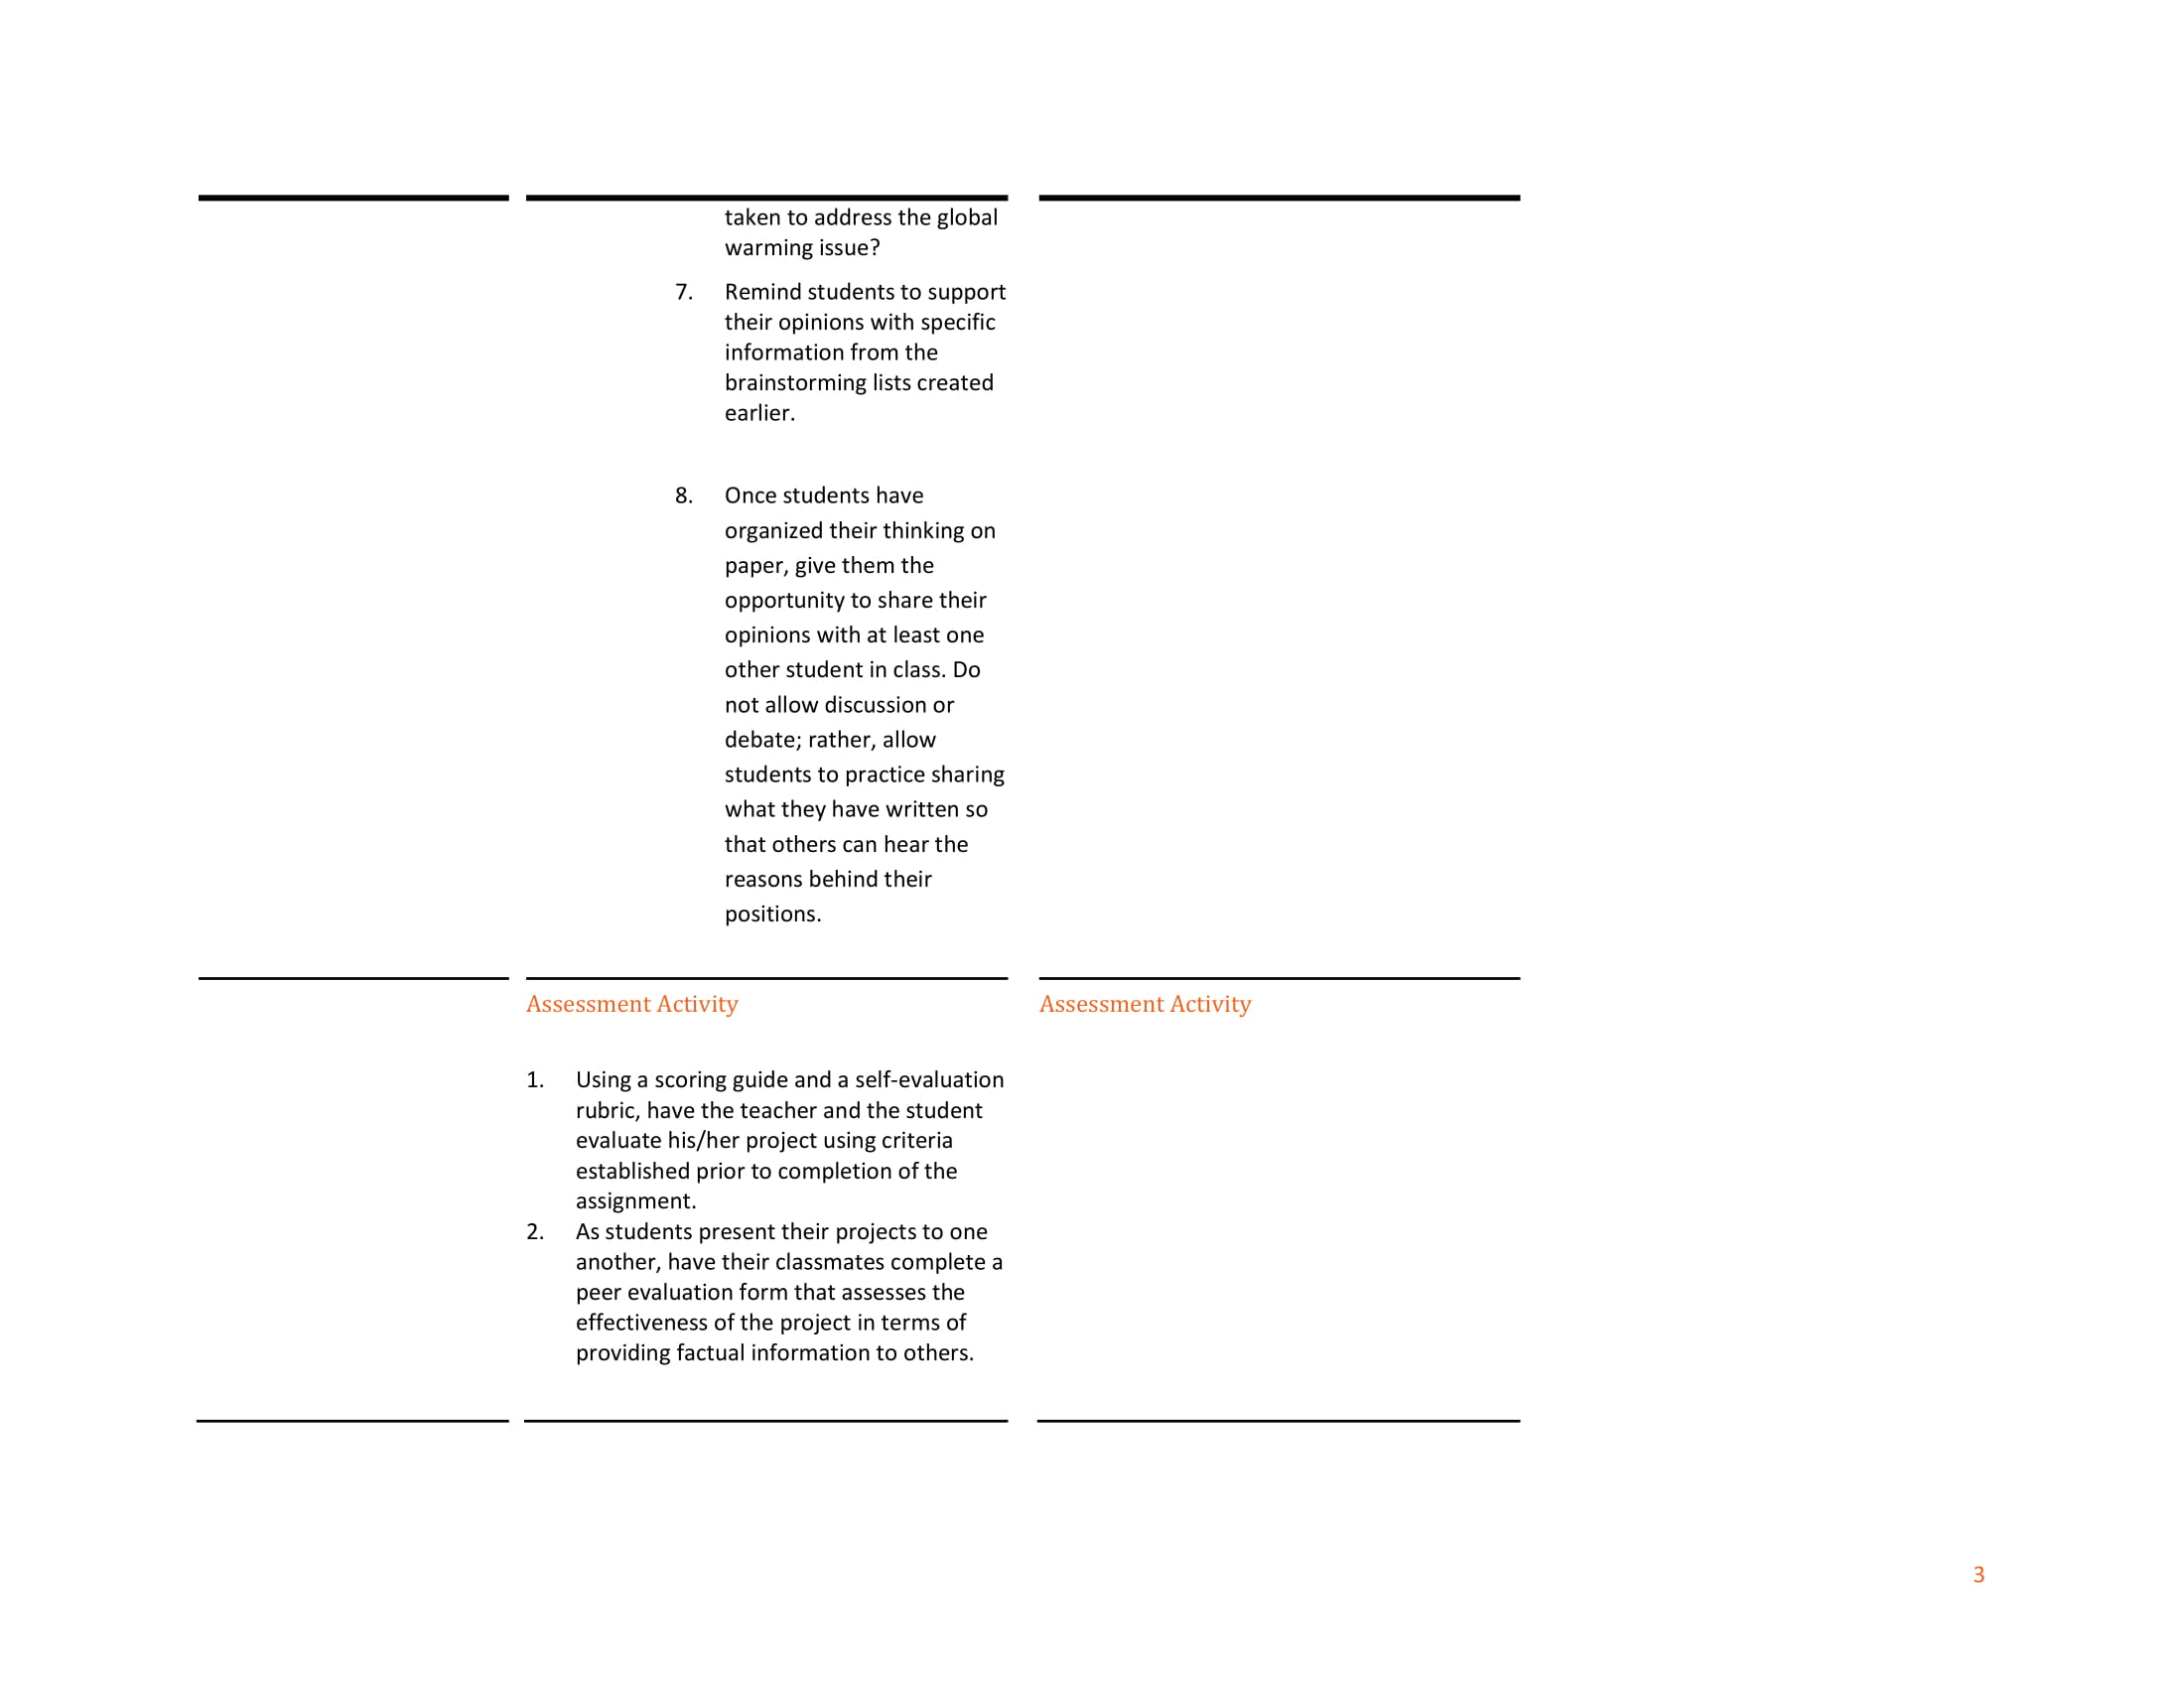 taken to address the global
warming issue?
7. Remind students to support
their opinions with specific
information from the
brainstorming lists created
earlier.
8. Once students have
organized their thinking on
paper, give them the
opportunity to share their
opinions with at least one
other student in class. Do
not allow discussion or
debate; rather, allow
students to practice sharing
what they have written so
that others can hear the
reasons behind their
positions.
Assessment Activity
1. Using a scoring guide and a self-evaluation
rubric, have the teacher and the student
evaluate his/her project using criteria
established prior to completion of the
assignment.
2. As students present their projects to one
another, have their classmates complete a
peer evaluation form that assesses the
effectiveness of the project in terms of
providing factual information to others.
Assessment Activity
3